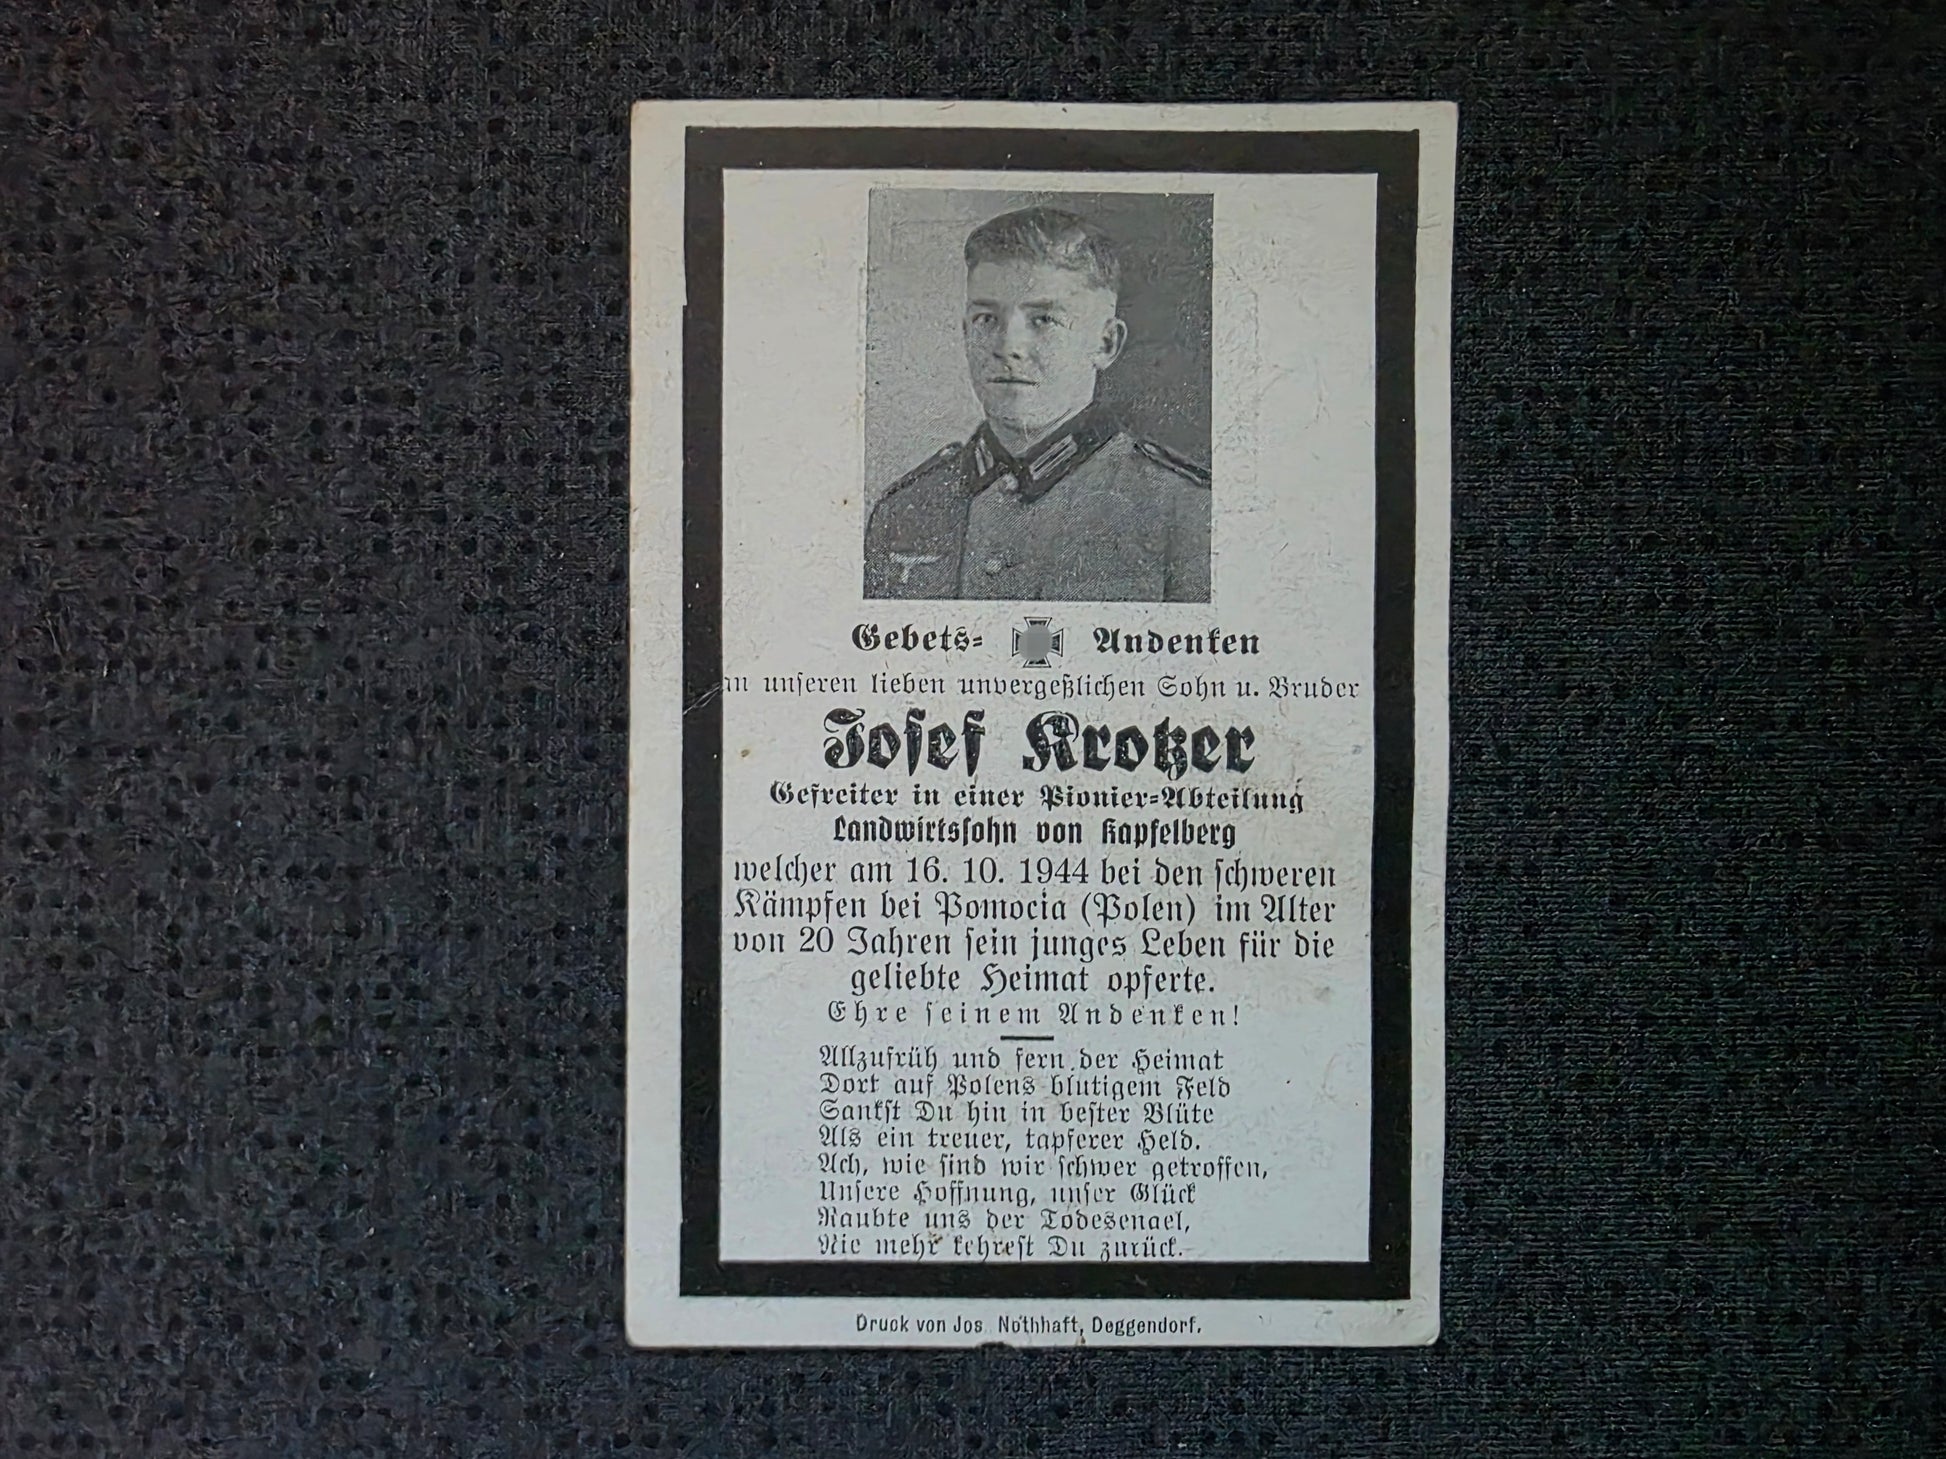 Gebets- Andenken
an unseren lieben unvergeßlichen Sohn u. Bruder
Josef Krotzer
Gefreiter in einer Pionier-Abteilung
Landwirtssohn von Kapfelberg
welcher am 16. 10. 1944 bei den schweren
Kämpfen bei Pomocia (Polen) im Alter
von 20 Jahren sein junges Leben für die
geliebte Heimat opferte.
Ehre seinem Andenken!
Allzufrüh und fern der Heimat
Dort auf Polens blutigem Feld
Sankst Du hin in bester Blüte
Als ein treuer, tapferer Held.
Ach, wie sind wir schwer getroffen,
Unsere Hoffnung, unser Glück
Raubte uns der Todesengel,
Nie mehr kehrest Du zurück.
Druck von Jos. Nothhaft, Deggendorf.